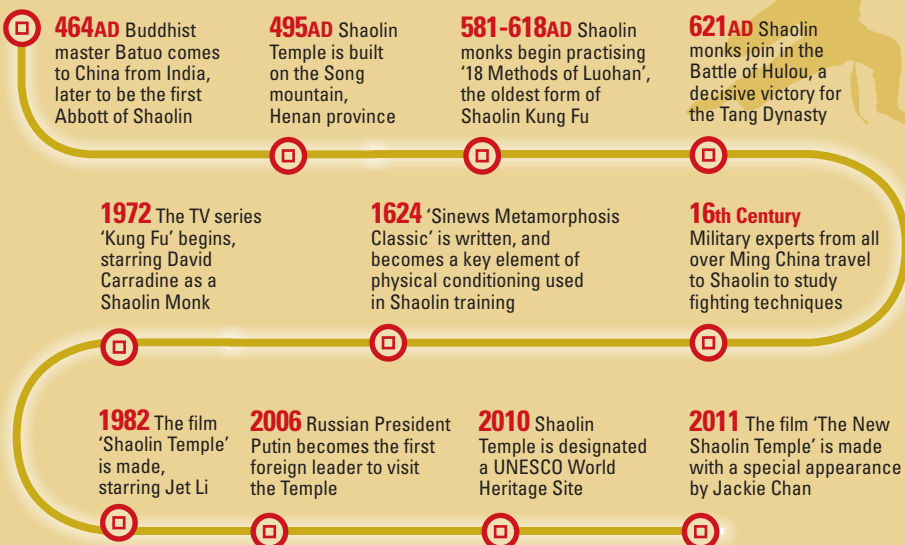 464AD Buddhist
master Batuo comes
to China from India,
later to be the first
Abbott of Shaolin
495AD Shaolin
Temple is built
on the Song
mountain,
Henan province
581-618AD Shaolin
monks begin practising
'18 Methods of Luohan',
the oldest form of
Shaolin Kung Fu
621AD Shaolin
monks join in the
Battle of Hulou, a
decisive victory for
the Tang Dynasty
16th Century
Military experts from all
over Ming China travel
to Shaolin to study
fighting techniques
1624 'Sinews Metamorphosis
Classic' is written, and
becomes a key element of
physical conditioning used
in Shaolin training
1972 The TV series
'Kung Fu' begins,
starring David
Carradine as a
Shaolin Monk
1982 The film
'Shaolin Temple'
is made,
starring Jet Li
2006 Russian President
Putin becomes the first
foreign leader to visit
the Temple
2010 Shaolin
Temple is designated
a UNESCO World
Heritage Site
2011 The film 'The New
Shaolin Temple' is made
with a special appearance
by Jackie Chan